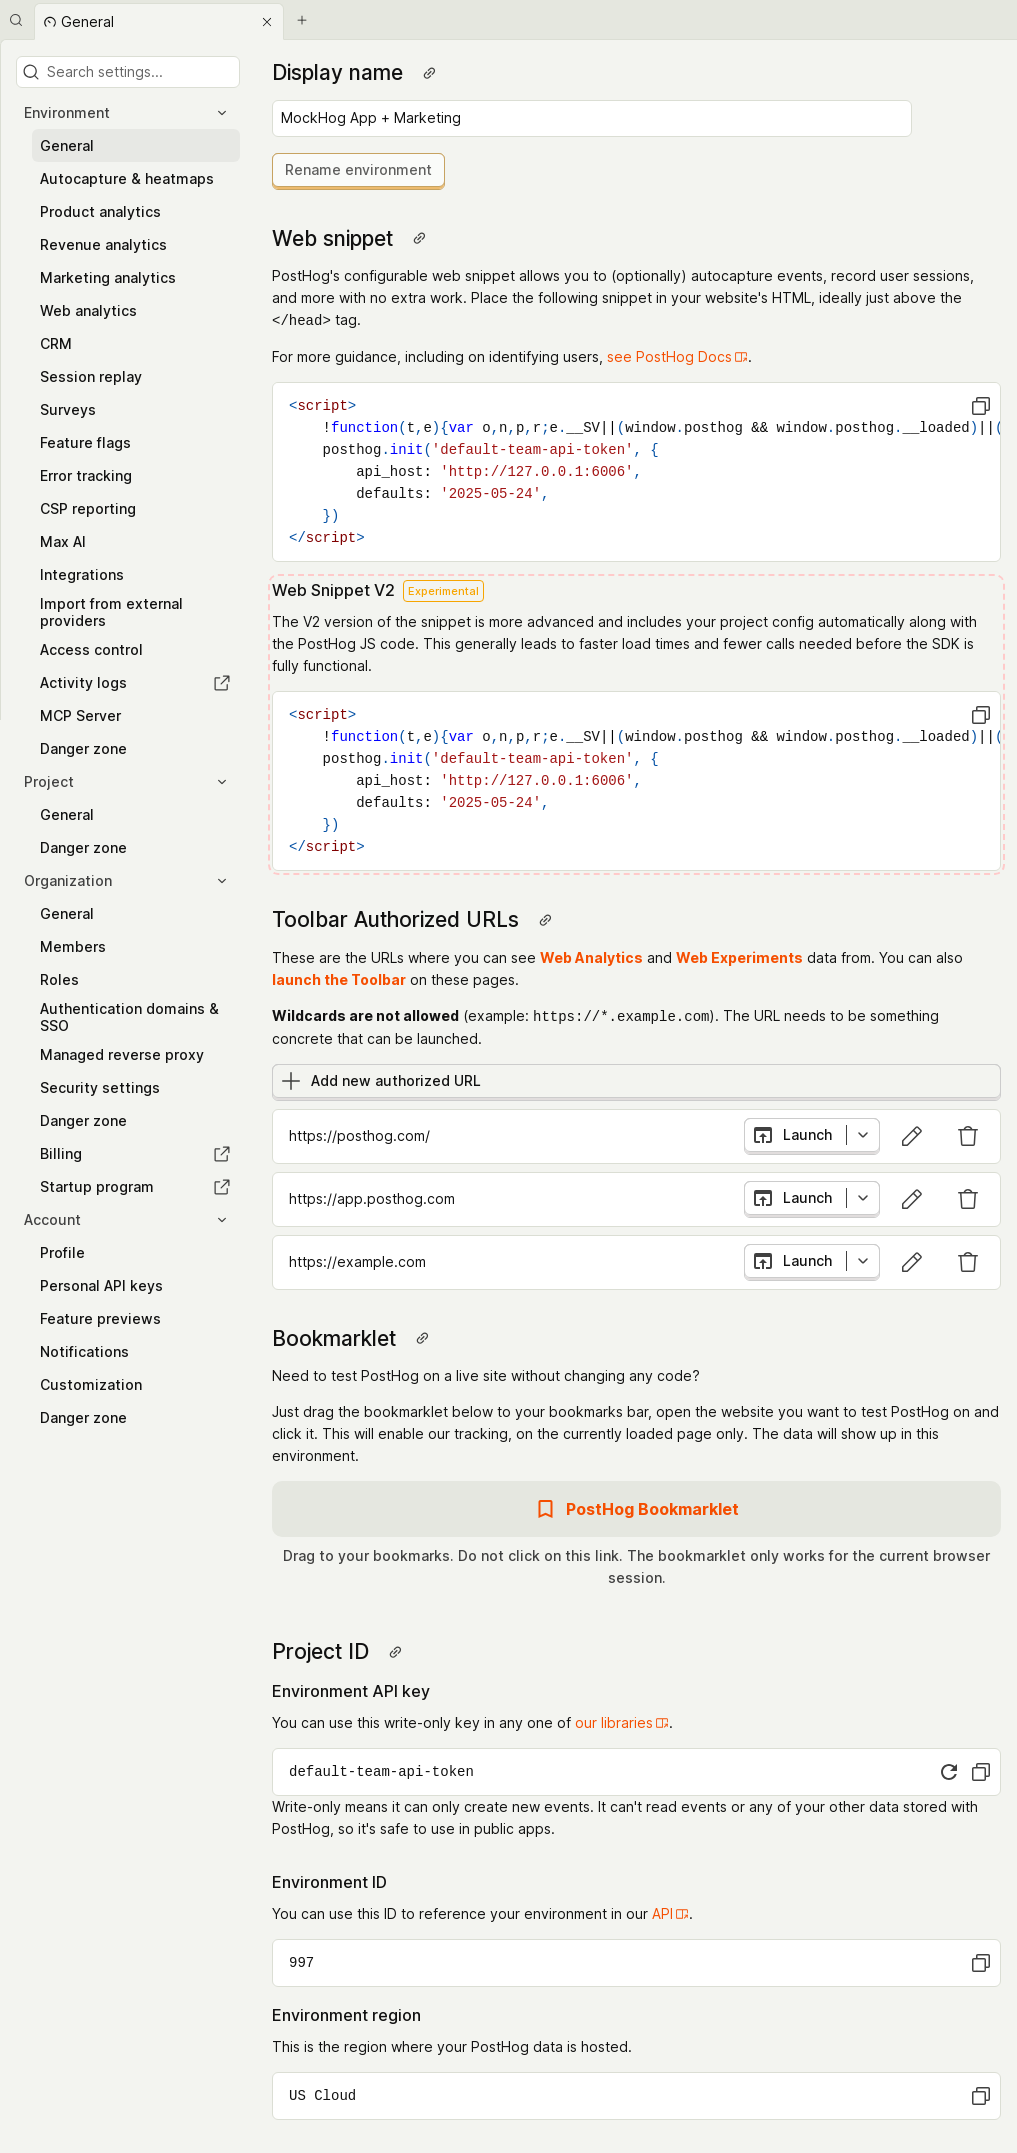 General
Search settings...
Environment
General
Autocapture & heatmaps
Product analytics
Revenue analytics
Marketing analytics
Web analytics
CRM
Session replay
Surveys
Feature flags
Error tracking
CSP reporting
Max AI
Integrations
Import from external
providers
Access control
Activity logs
MCP Server
Danger zone
Project
General
Danger zone
Organization
General
Members
Roles
Authentication domains &
SSO
Managed reverse proxy
Security settings
Danger zone
Billing
Startup program
Account
Profile
Personal API keys
Feature previews
Notifications
Customization
Danger zone
Display name
MockHog App + Marketing
Rename environment
Web snippet
PostHog's configurable web snippet allows you to (optionally) autocapture events, record user sessions,
and more with no extra work. Place the following snippet in your website's HTML, ideally just above the
</head> tag.
For more guidance, including on identifying users, see PostHog Docs.
<script>
    !function(t,e){var o,n,p,r;e.__SV||(window.posthog && window.posthog.__loaded)||(
    posthog.init('default-team-api-token', {
        api_host: 'http://127.0.0.1:6006',
        defaults: '2025-05-24',
    })
</script>
Web Snippet V2 Experimental
The V2 version of the snippet is more advanced and includes your project config automatically along with
the PostHog JS code. This generally leads to faster load times and fewer calls needed before the SDK is
fully functional.
<script>
    !function(t,e){var o,n,p,r;e.__SV||(window.posthog && window.posthog.__loaded)||(
    posthog.init('default-team-api-token', {
        api_host: 'http://127.0.0.1:6006',
        defaults: '2025-05-24',
    })
</script>
Toolbar Authorized URLs
These are the URLs where you can see Web Analytics and Web Experiments data from. You can also
launch the Toolbar on these pages.
Wildcards are not allowed (example: https://*.example.com). The URL needs to be something
concrete that can be launched.
Add new authorized URL
https://posthog.com/ Launch
https://app.posthog.com Launch
https://example.com Launch
Bookmarklet
Need to test PostHog on a live site without changing any code?
Just drag the bookmarklet below to your bookmarks bar, open the website you want to test PostHog on and
click it. This will enable our tracking, on the currently loaded page only. The data will show up in this
environment.
PostHog Bookmarklet
Drag to your bookmarks. Do not click on this link. The bookmarklet only works for the current browser
session.
Project ID
Environment API key
You can use this write-only key in any one of our libraries.
default-team-api-token
Write-only means it can only create new events. It can't read events or any of your other data stored with
PostHog, so it's safe to use in public apps.
Environment ID
You can use this ID to reference your environment in our API.
997
Environment region
This is the region where your PostHog data is hosted.
US Cloud